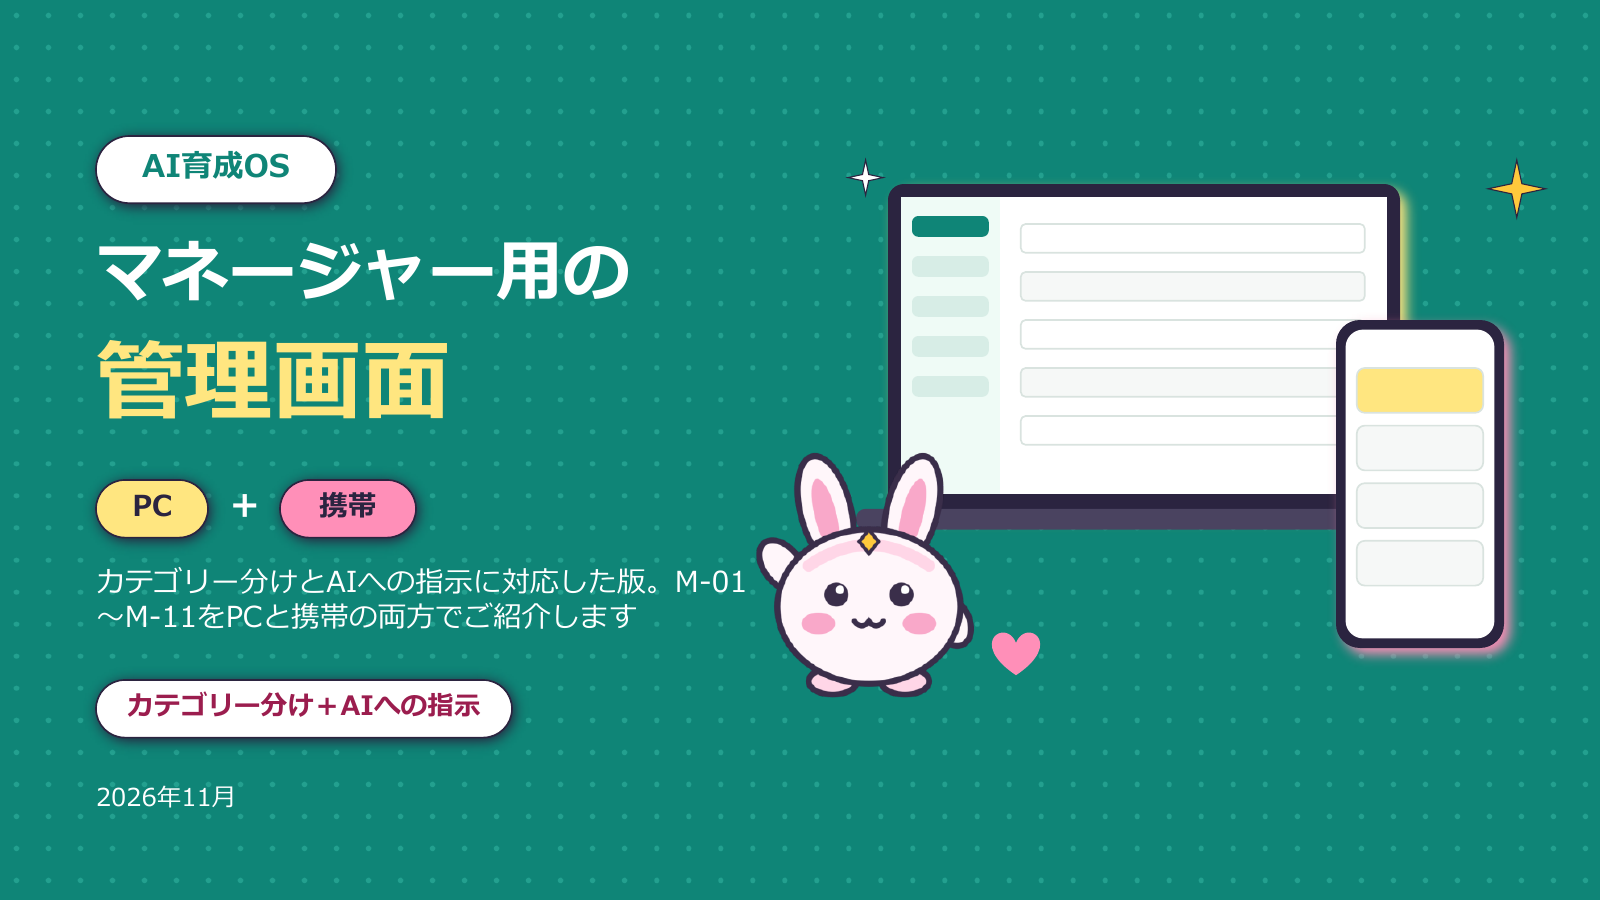 AI育成OS
マネージャー用の
管理画面
PC + 携帯
カテゴリー分けとAIへの指示に対応した版。M-01
～M-11をPCと携帯の両方でご紹介します
カテゴリー分け＋AIへの指示
2026年11月